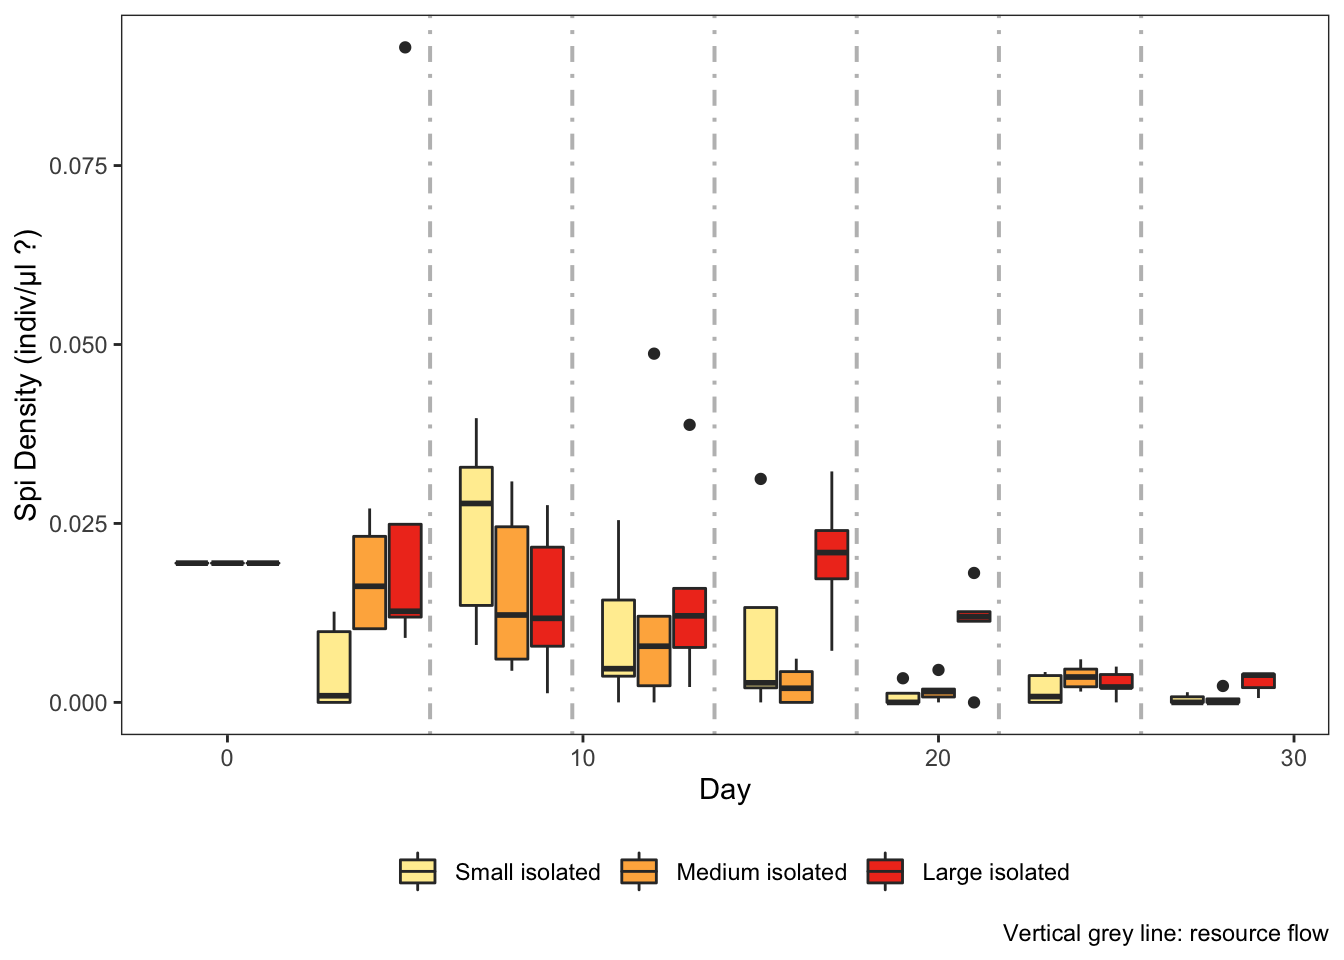 0.075
0.050
0.025
0.000
Spi Density (indiv/µl ?)
0 10 20 30
Day
Small isolated Medium isolated Large isolated
Vertical grey line: resource flow